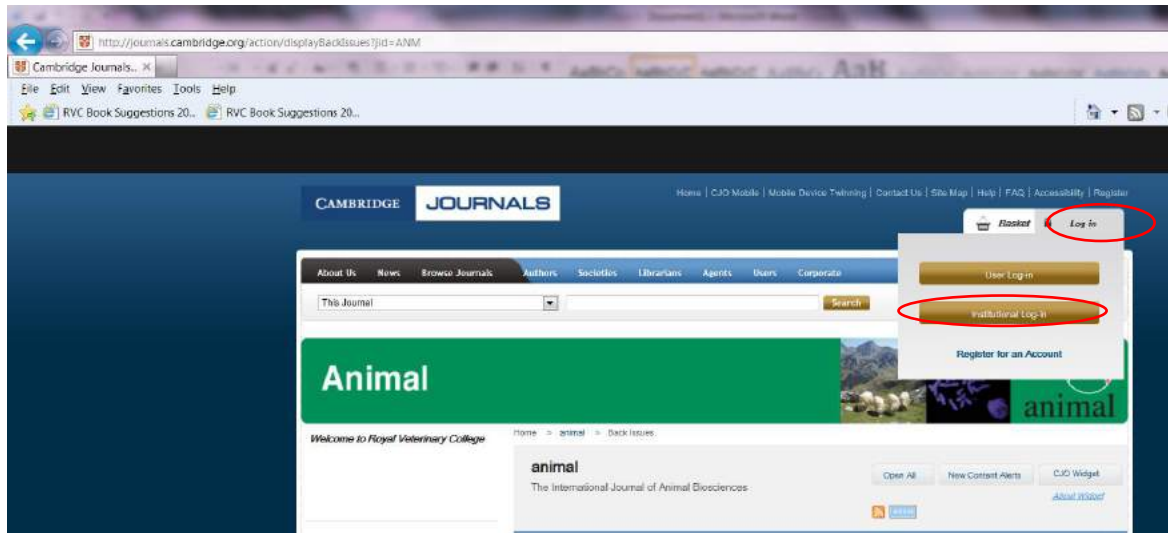 http://journals.cambridge.org/action/displayBackIssues?jid=ANM
Cambridge Journals..
File Edit View Favorites Tools Help
RVC Book Suggestions 20... RVC Book Suggestions 20...
Home | CJO Mobile | Mobile Device Twinning | Contact Us | Site Map | Help | FAQ | Accessibility | Register
CAMBRIDGE JOURNALS
Basket Log in
About Us News Browse Journals Authors Societies Librarians Agents Users Corporate
User Log-in
This Journal Search
Institutional Log-in
Register for an Account
Animal
animal
Welcome to Royal Veterinary College
Home > animal > Back Issues
animal
The International Journal of Animal Biosciences
Open All New Content Alerts CJO Widget
About Widget